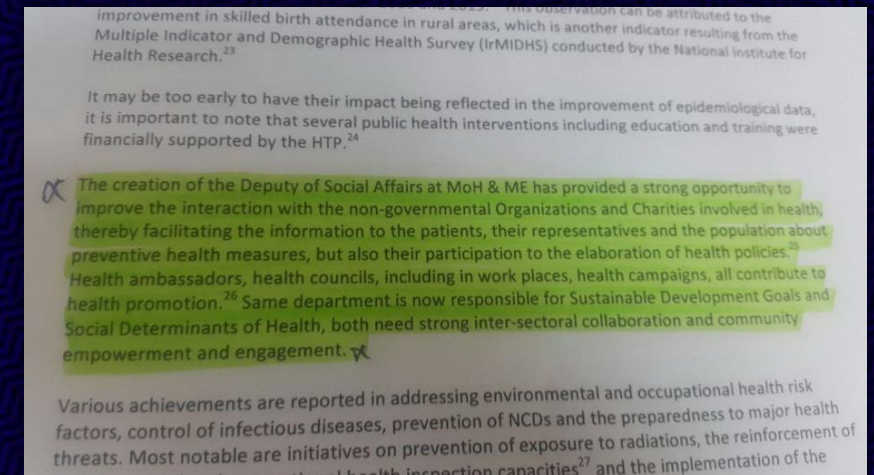 improvement in skilled birth attendance in rural areas, which is another indicator resulting from the
Multiple Indicator and Demographic Health Survey (IrMIDHS) conducted by the National Institute for
Health Research.23
It may be too early to have their impact being reflected in the improvement of epidemiological data,
it is important to note that several public health interventions including education and training were
financially supported by the HTP.24
The creation of the Deputy of Social Affairs at MoH & ME has provided a strong opportunity to
improve the interaction with the non-governmental Organizations and Charities involved in health,
thereby facilitating the information to the patients, their representatives and the population about
preventive health measures, but also their participation to the elaboration of health policies.25
Health ambassadors, health councils, including in work places, health campaigns, all contribute to
health promotion.26 Same department is now responsible for Sustainable Development Goals and
Social Determinants of Health, both need strong inter-sectoral collaboration and community
empowerment and engagement.
Various achievements are reported in addressing environmental and occupational health risk
factors, control of infectious diseases, prevention of NCDs and the preparedness to major health
threats. Most notable are initiatives on prevention of exposure to radiations, the reinforcement of
inspection capacities27 and the implementation of the